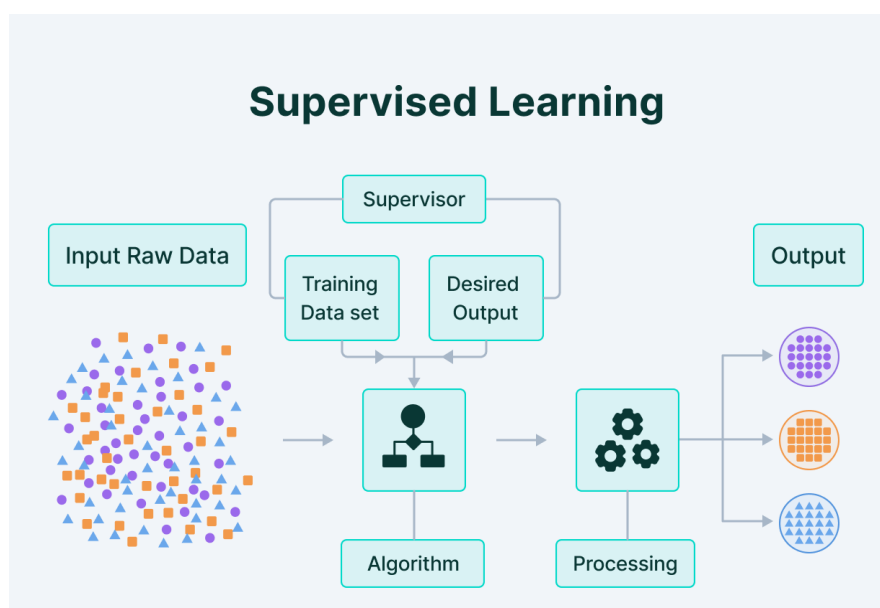 Supervised Learning
Supervisor
Input Raw Data
Training
Data set
Desired
Output
Output
Algorithm
Processing